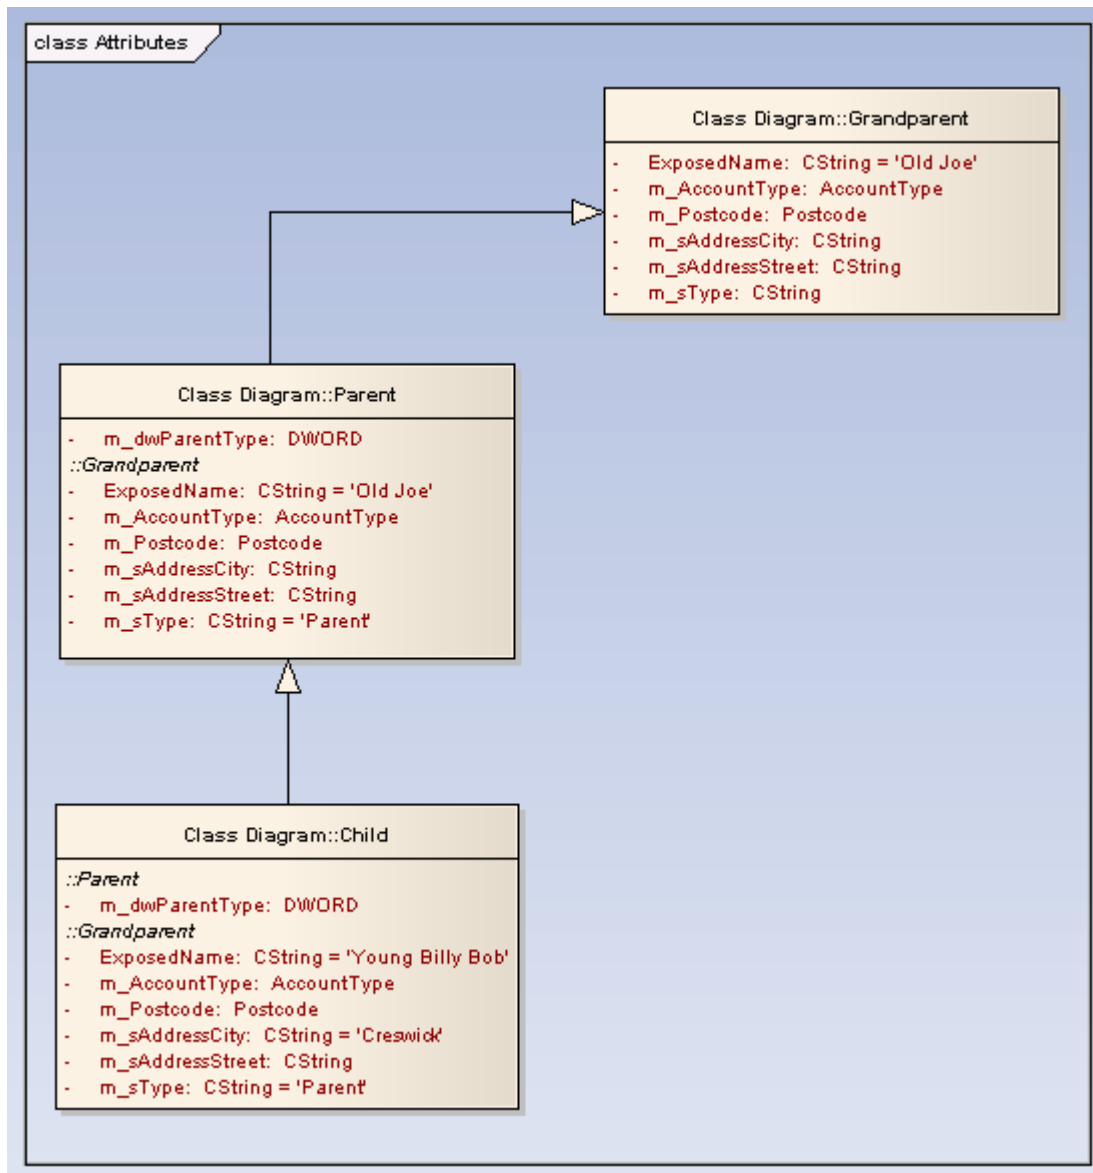 class Attributes
Class Diagram::Grandparent
- ExposedName: CString = 'Old Joe'
- m_AccountType: AccountType
- m_Postcode: Postcode
- m_sAddressCity: CString
- m_sAddressStreet: CString
- m_sType: CString
Class Diagram::Parent
- m_dwParentType: DWORD
::Grandparent
- ExposedName: CString = 'Old Joe'
- m_AccountType: AccountType
- m_Postcode: Postcode
- m_sAddressCity: CString
- m_sAddressStreet: CString
- m_sType: CString = 'Parent'
Class Diagram::Child
::Parent
- m_dwParentType: DWORD
::Grandparent
- ExposedName: CString = 'Young Billy Bob'
- m_AccountType: AccountType
- m_Postcode: Postcode
- m_sAddressCity: CString = 'Creswick'
- m_sAddressStreet: CString
- m_sType: CString = 'Parent'